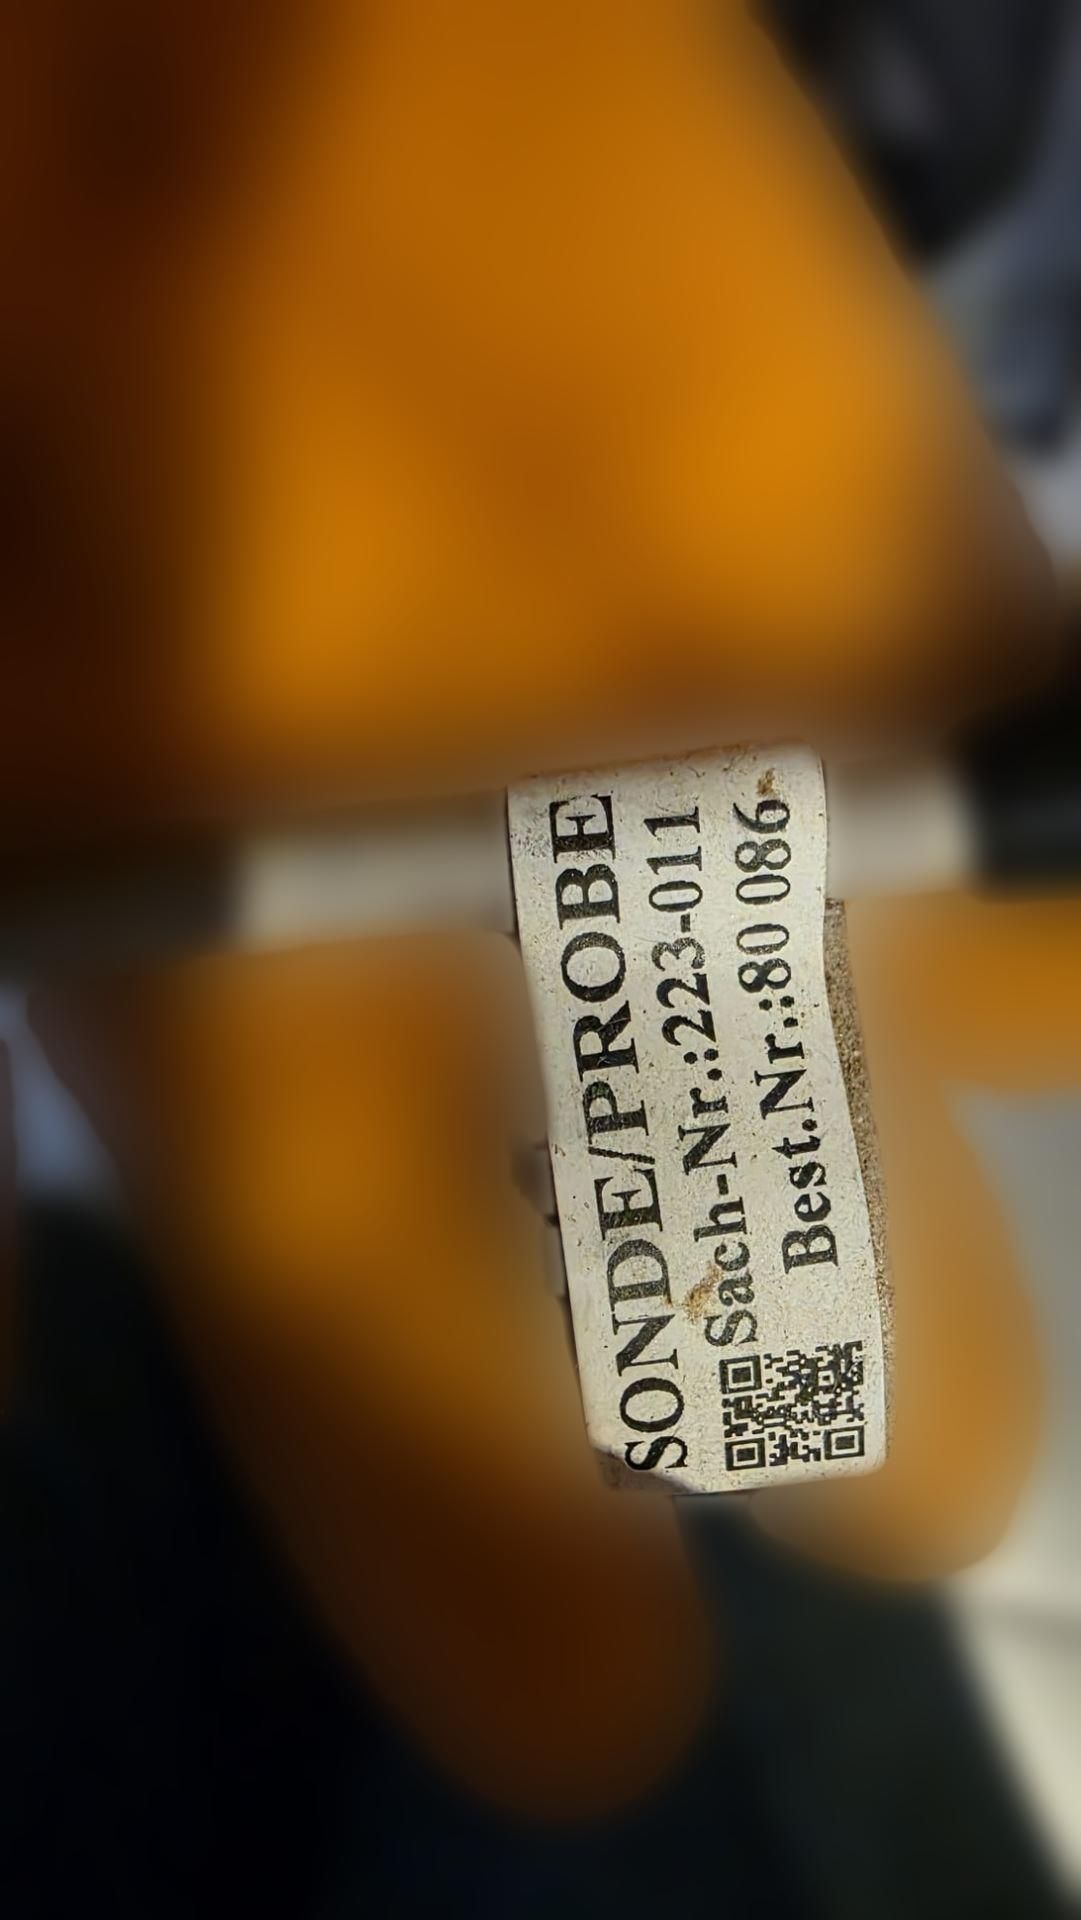 SONDE/PROBE
Sach-Nr.:223-011
Best.Nr.:80 086